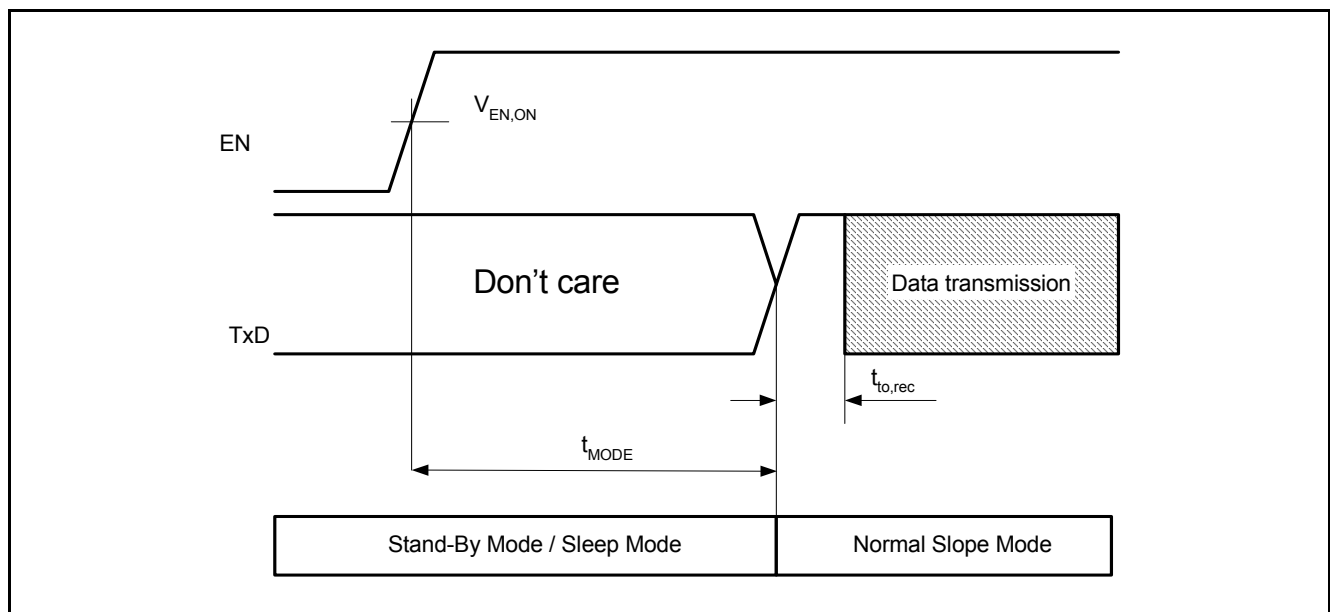 V_EN,ON
EN
Don't care
Data transmission
TxD
t_to,rec
t_MODE
Stand-By Mode / Sleep Mode
Normal Slope Mode